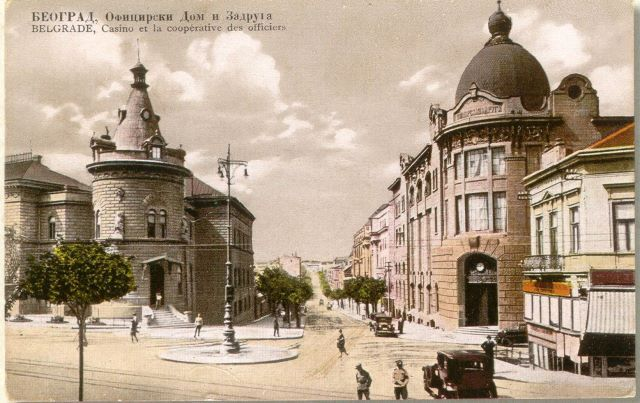 БЕОГРАД, Официрски Дом и Задруга
BELGRADE, Casino et la coopérative des officiers